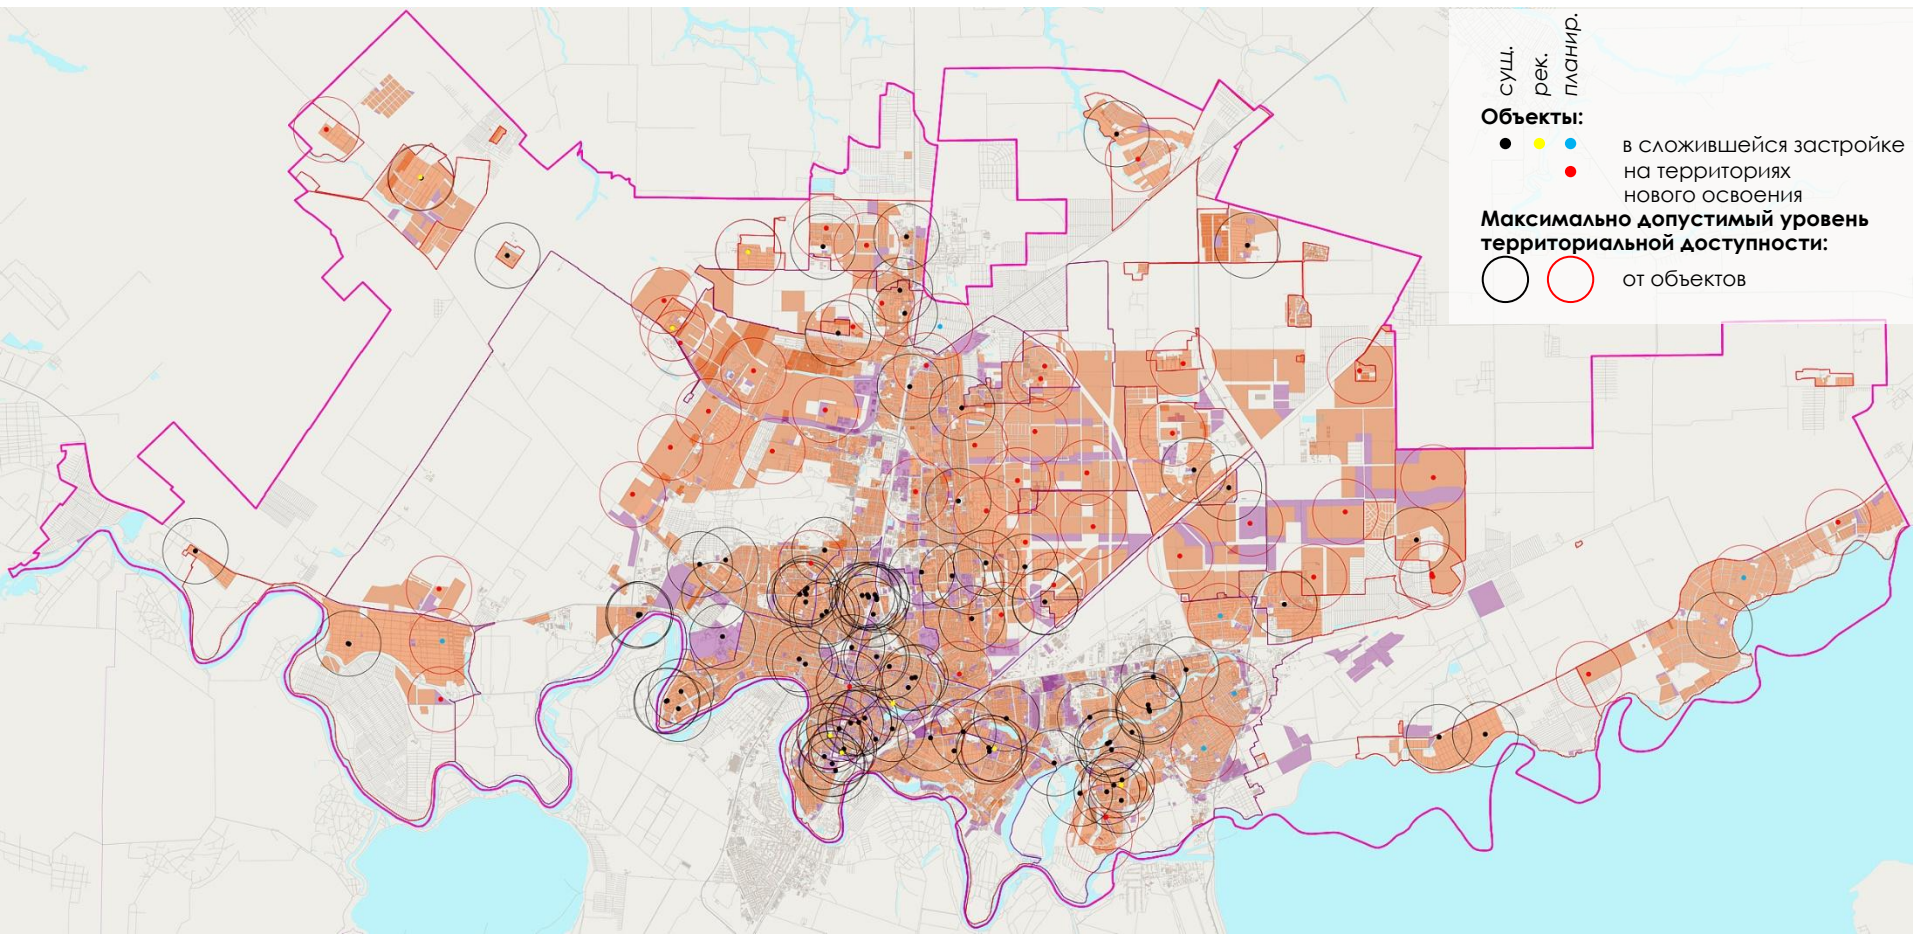 сущ.
рек.
планир.
Объекты:
в сложившейся застройке
на территориях
нового освоения
Максимально допустимый уровень
территориальной доступности:
от объектов